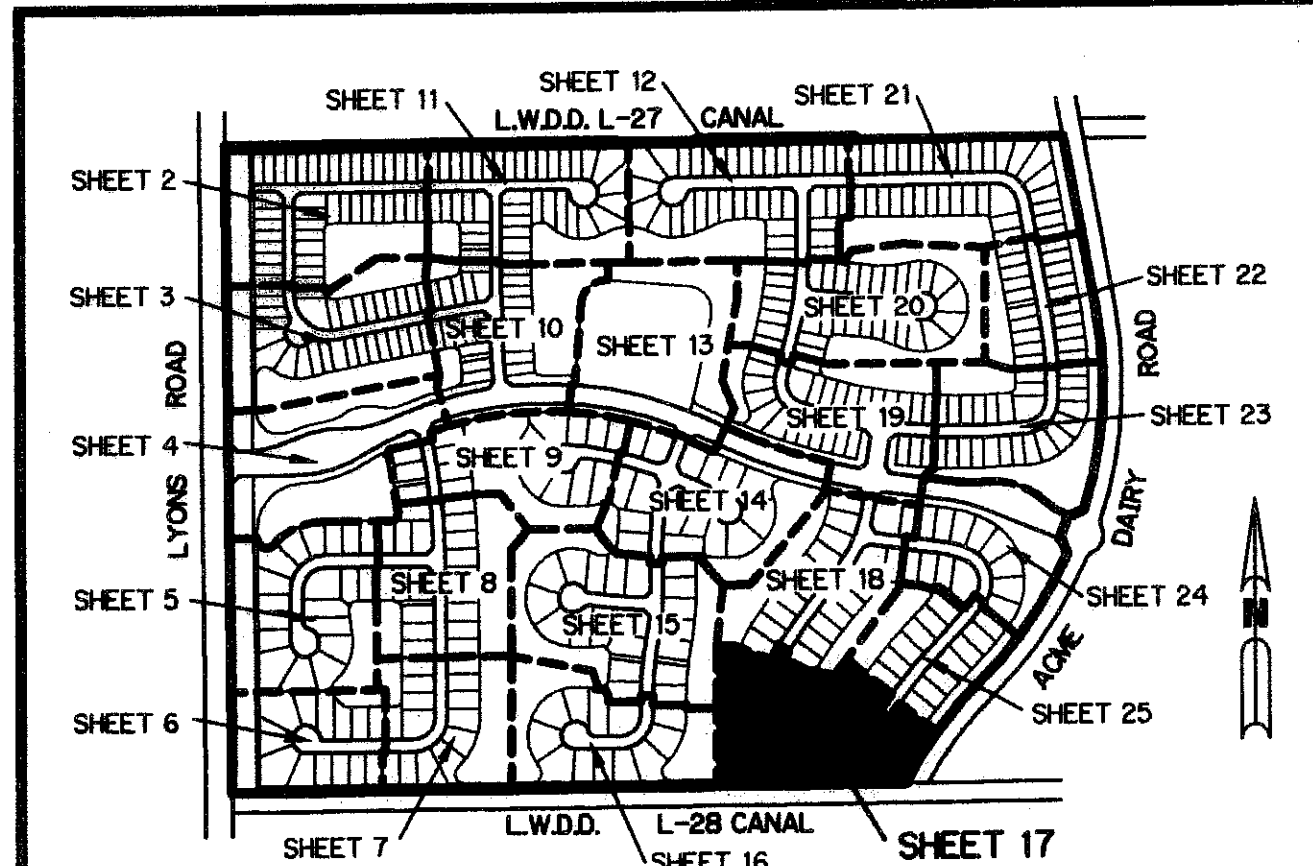 SHEET 12
SHEET 11
SHEET 21
L.W.D.D. L-27 CANAL
SHEET 2
SHEET 22
SHEET 3
SHEET 20
SHEET 10
SHEET 13
LYONS ROAD
ROAD
SHEET 19
SHEET 23
SHEET 4
SHEET 9
SHEET 14
DAIRY
SHEET 8
SHEET 18
SHEET 24
SHEET 5
SHEET 15
ACME
N
SHEET 6
SHEET 25
L.W.D.D. L-28 CANAL
SHEET 7
SHEET 17
SHEET 16